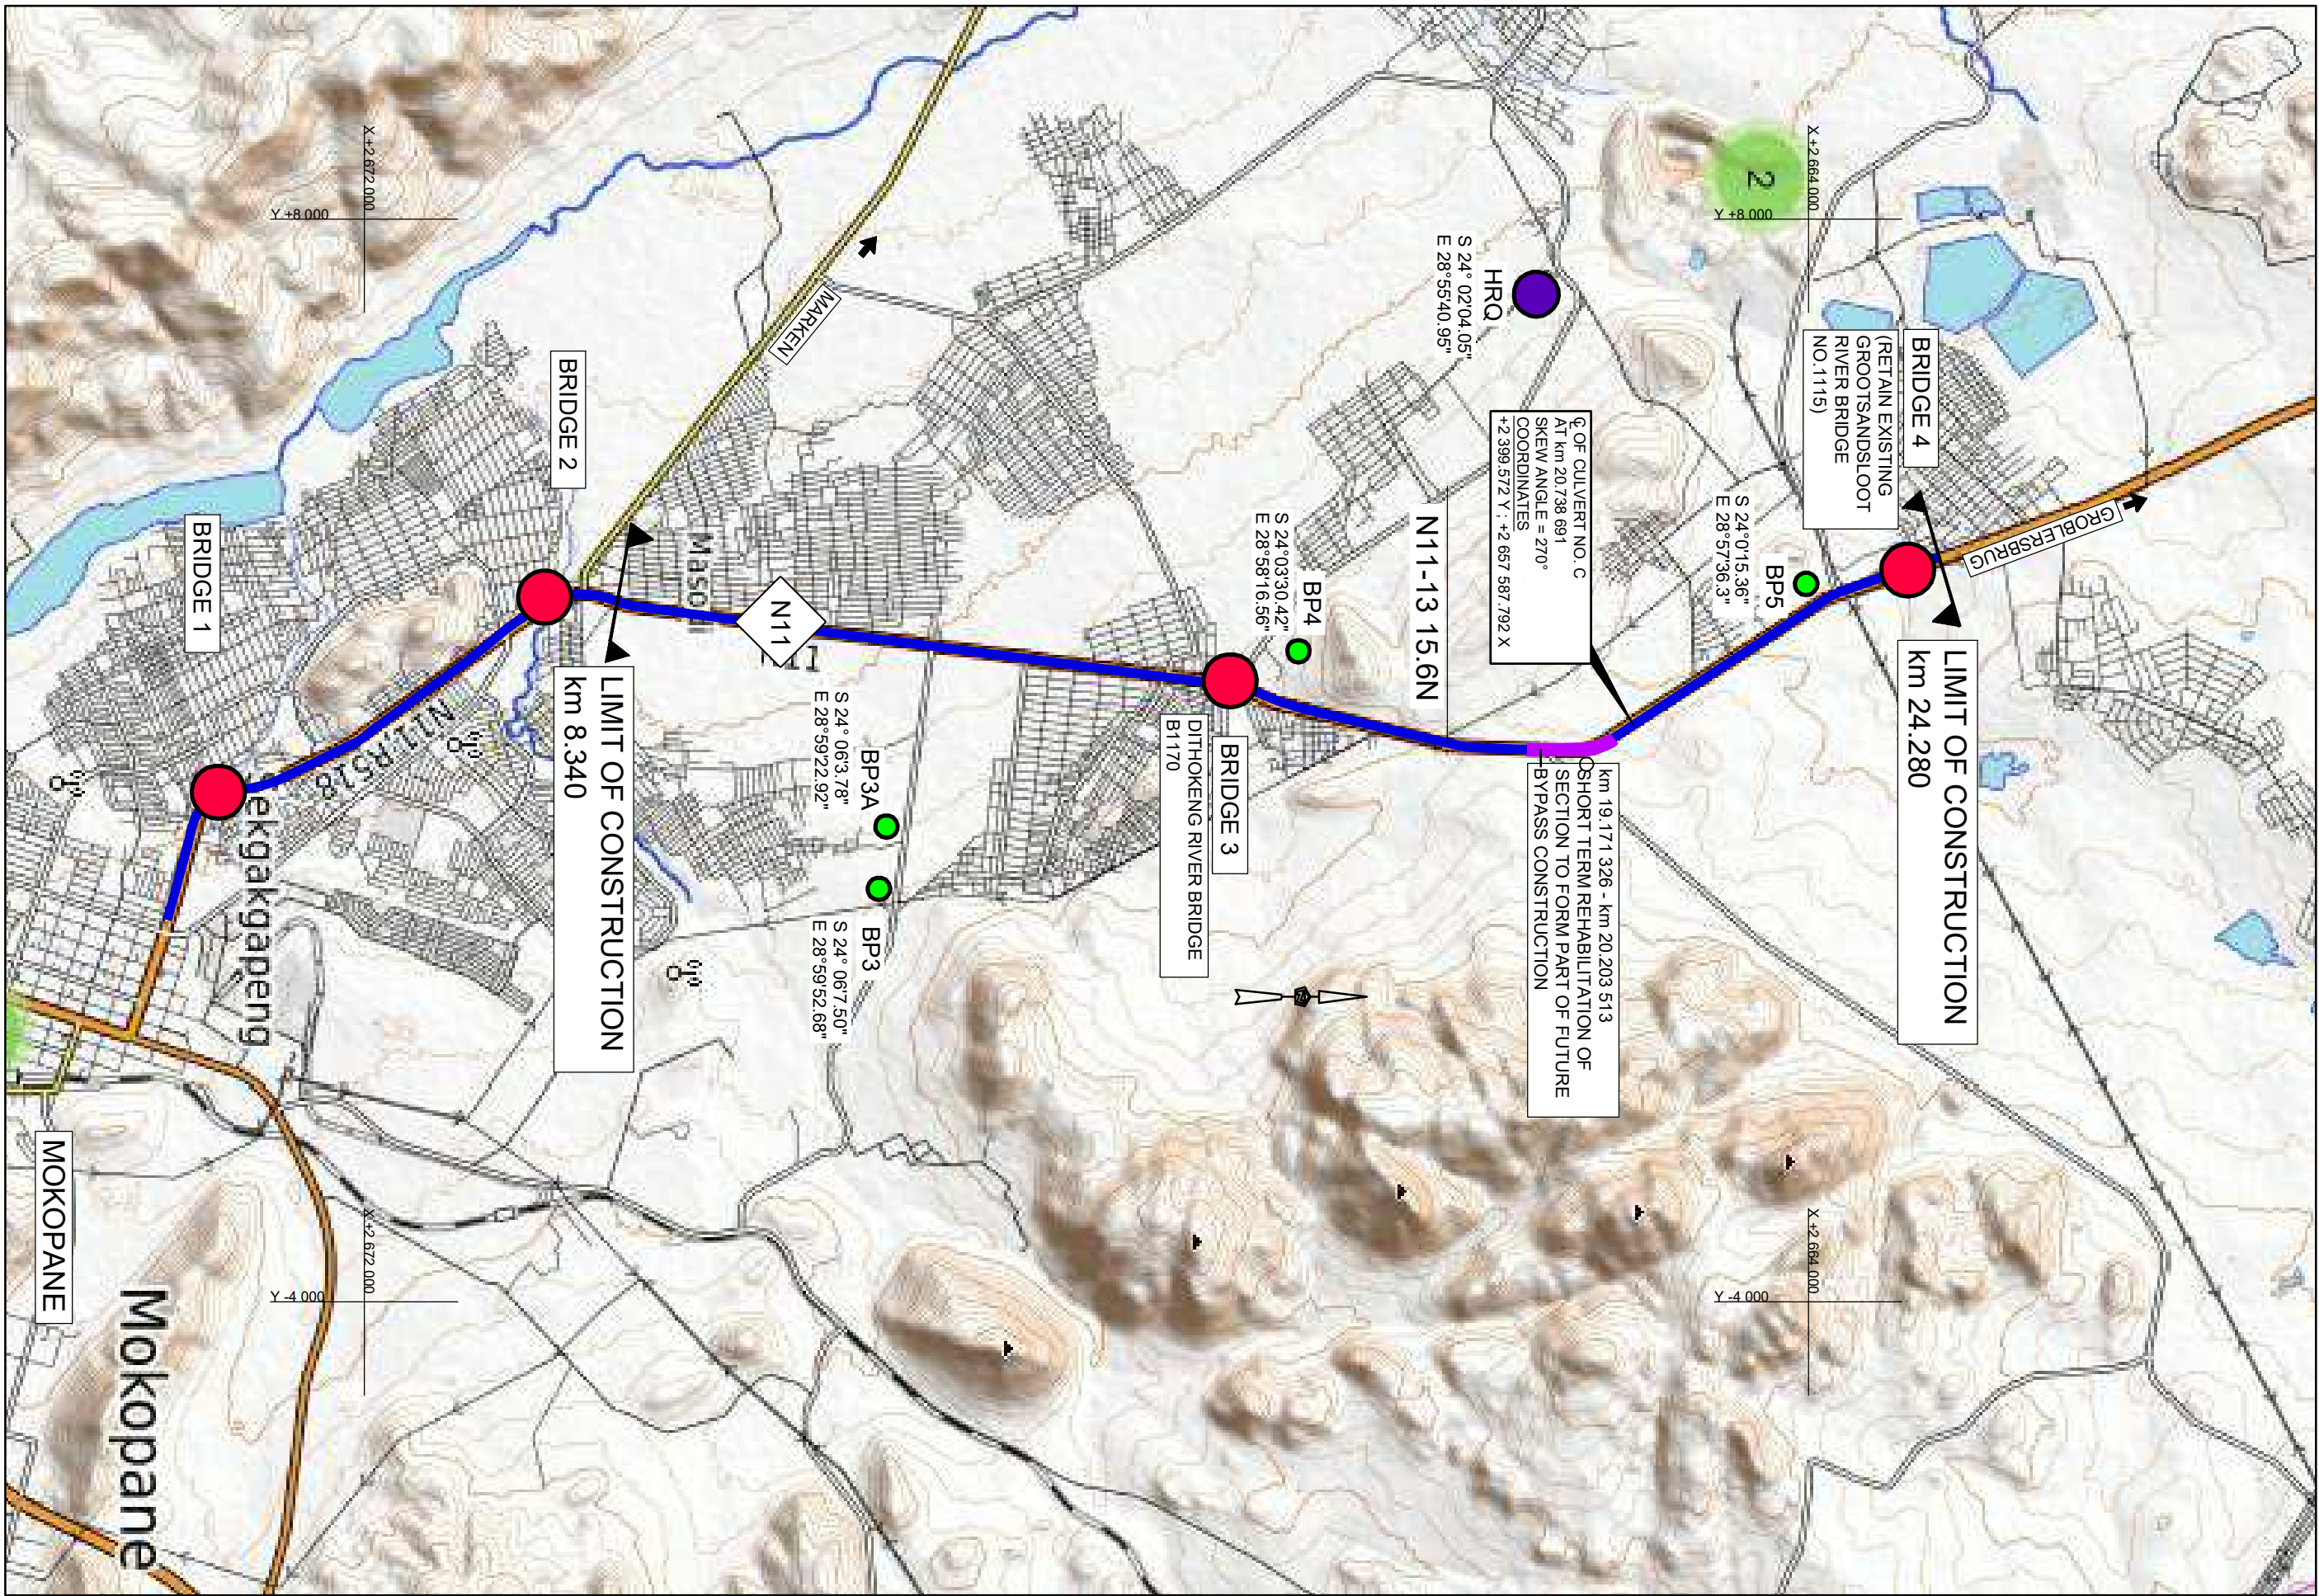 X +2 672 000
Y +8 000
X +2 664 000
Y +8 000
2
MARKEN
HRQ
S 24° 02'04.05"
E 28°55'40.95"
BRIDGE 4
(RETAIN EXISTING
GROOTSANDSLOOT
RIVER BRIDGE
NO.1115)
GROBLERSBRUG
LIMIT OF CONSTRUCTION
km 24.280
BP5
S 24°0'15.36"
E 28°57'36.3"
℄ OF CULVERT NO. C
AT km 20.738 691
SKEW ANGLE = 270°
COORDINATES
+2 399.572 Y ; +2 657 587.792 X
N11-13 15.6N
BP4
S 24°03'30.42"
E 28°58'16.56"
km 19.171 326 - km 20.203 513
SHORT TERM REHABILITATION OF
SECTION TO FORM PART OF FUTURE
BYPASS CONSTRUCTION
BRIDGE 3
DITHOKENG RIVER BRIDGE
B1170
N11
N11
BRIDGE 2
LIMIT OF CONSTRUCTION
km 8.340
BP3A
S 24° 06'3.78"
E 28°59'22.92"
BP3
S 24° 06'7.50"
E 28°59'52.68"
BRIGE 1
N11 R518
ekgakgapeng
MOKOPANE
Mokopane
X +2 672 000
Y -4 000
X +2 664 000
Y -4 000